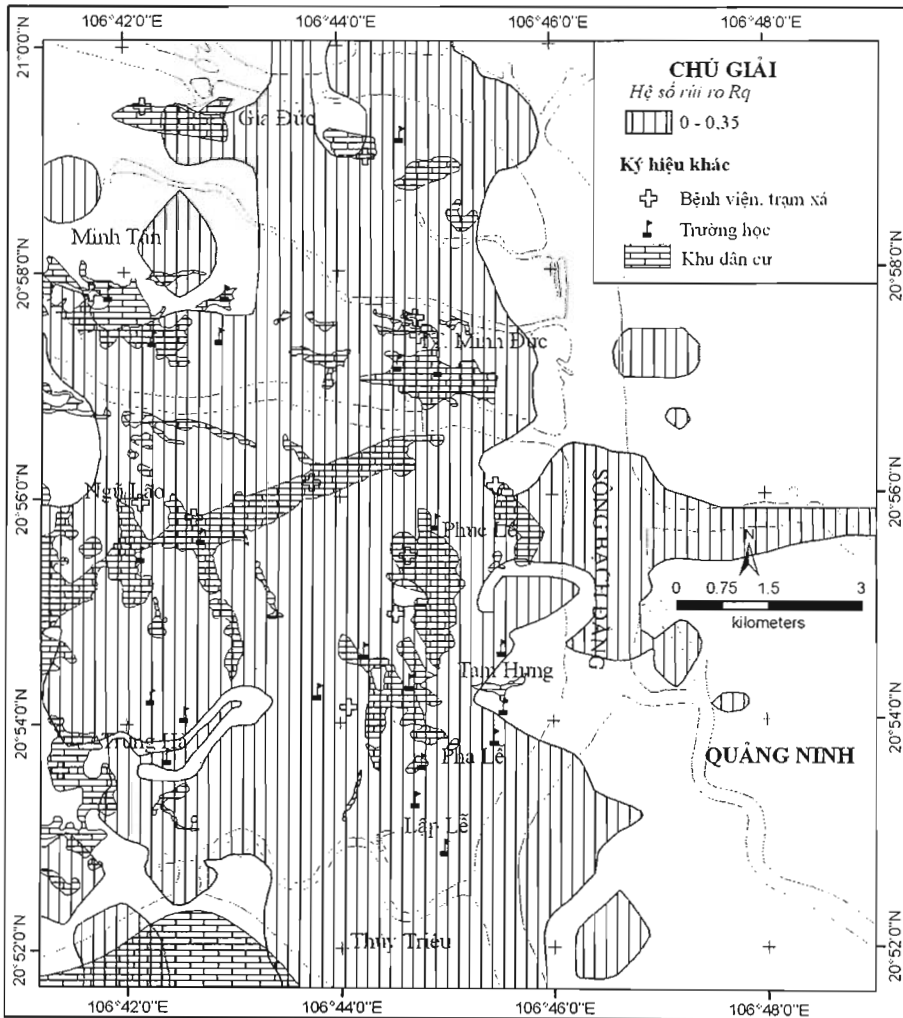 106°42'0"E 106°44'0"E 106°46'0"E 106°48'0"E
21°0'0"N
CHÚ GIẢI
Hệ số rủi ro Rq
0 - 0,35
Ký hiệu khác
Bệnh viện. trạm xá
Trường học
Khu dân cư
Gia Đức
Minh Tân
20°58'0"N 20°58'0"N
Tx. Minh Đức
20°56'0"N 20°56'0"N
Ngũ Lão
Phục Lễ
SÔNG BẠCH ĐẰNG
N
0 0.75 1.5 3
kilometers
Tam Hưng
20°54'0"N 20°54'0"N
Trung Hà
Phả Lễ
QUẢNG NINH
Lập Lễ
Thủy Triều
20°52'0"N 20°52'0"N
106°42'0"E 106°44'0"E 106°46'0"E 106°48'0"E